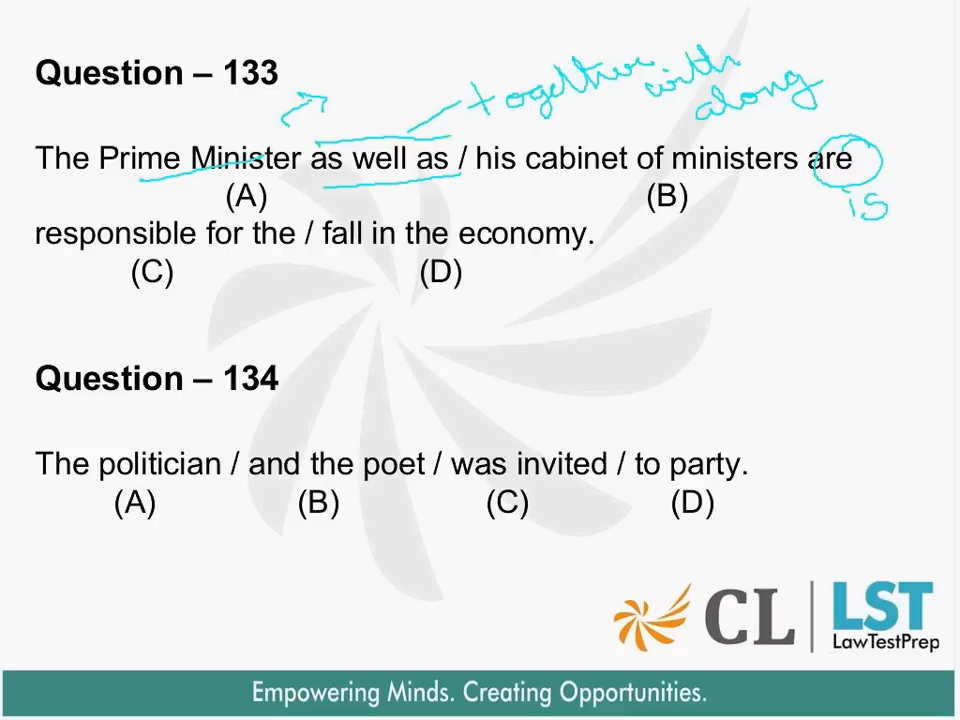 Question – 133
together with
along
The Prime Minister as well as / his cabinet of ministers are
(A) (B)
is
responsible for the / fall in the economy.
(C) (D)
Question – 134
The politician / and the poet / was invited / to party.
(A) (B) (C) (D)
CL LST
LawTestPrep
Empowering Minds. Creating Opportunities.